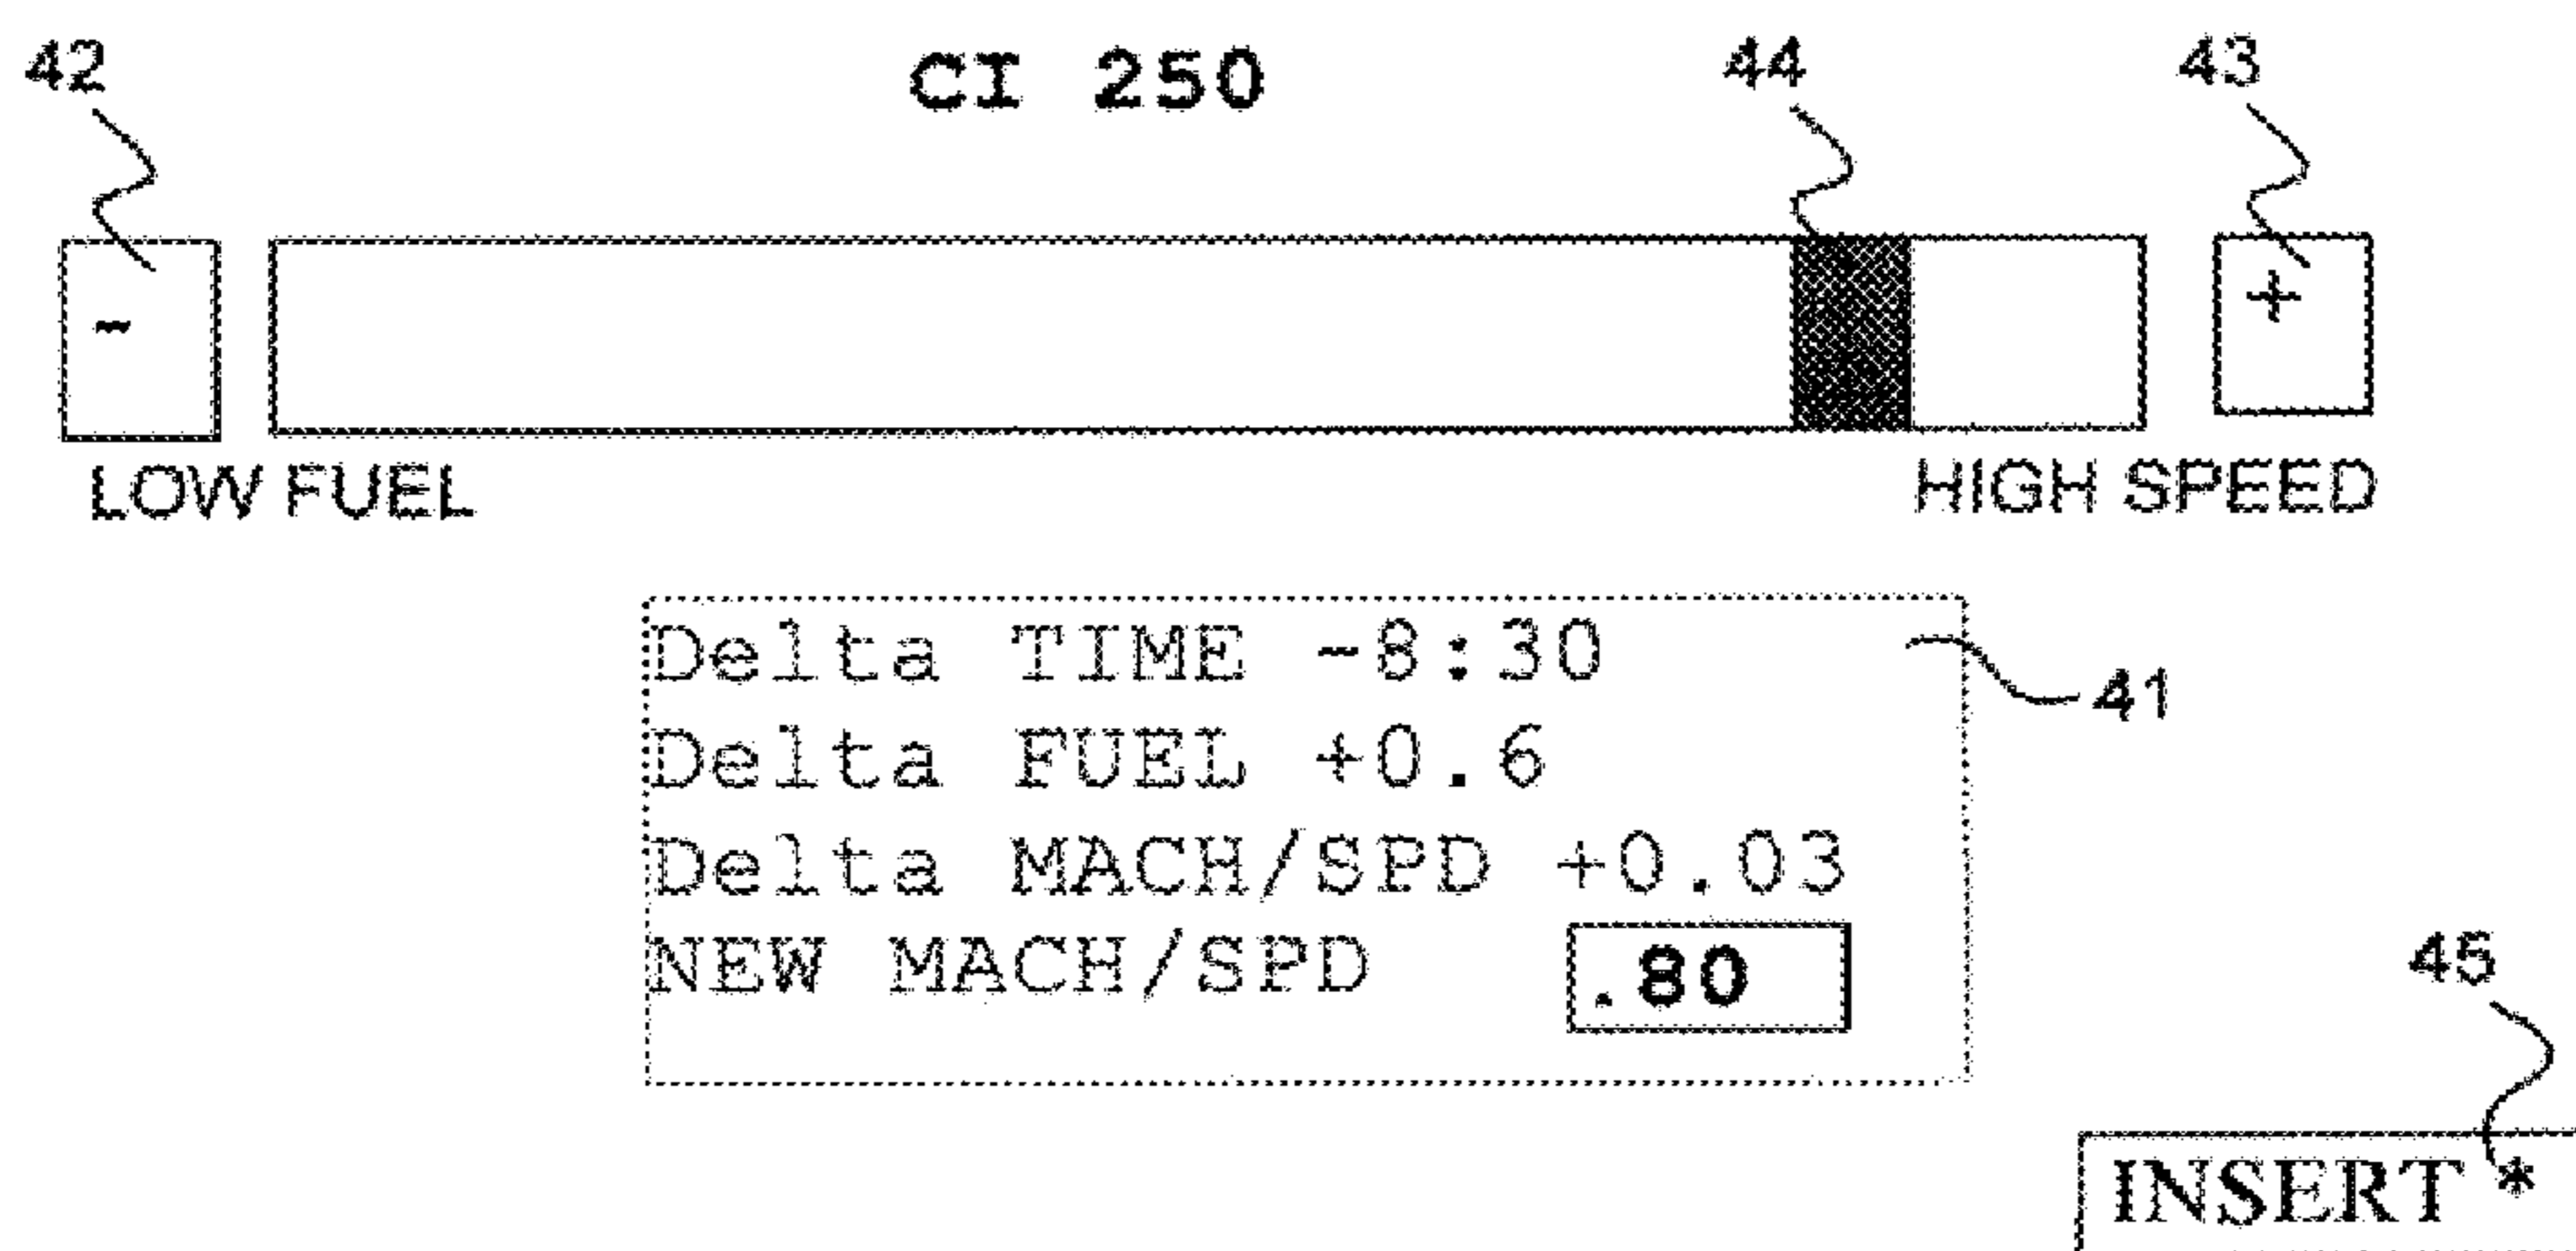 42 CI 250 44 43
- +
LOW FUEL HIGH SPEED
Delta TIME -8:30
41
Delta FUEL +0.6
Delta MACH/SPD +0.03
NEW MACH/SPD .80
45
INSERT *